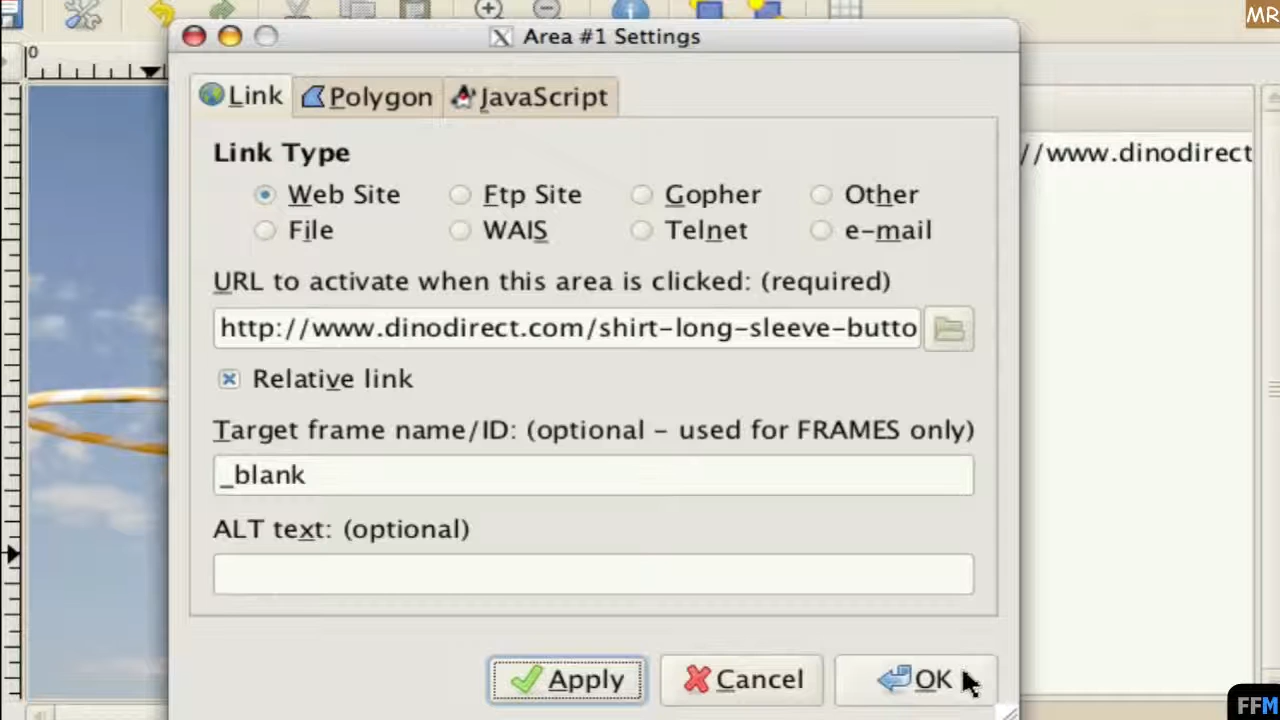 MR
0
Area #1 Settings
Link Polygon JavaScript
//www.dinodirect
Link Type
Web Site Ftp Site Gopher Other
File WAIS Telnet e-mail
URL to activate when this area is clicked: (required)
http://www.dinodirect.com/shirt-long-sleeve-butto
Relative link
Target frame name/ID: (optional - used for FRAMES only)
_blank
ALT text: (optional)
Apply Cancel OK
FFM